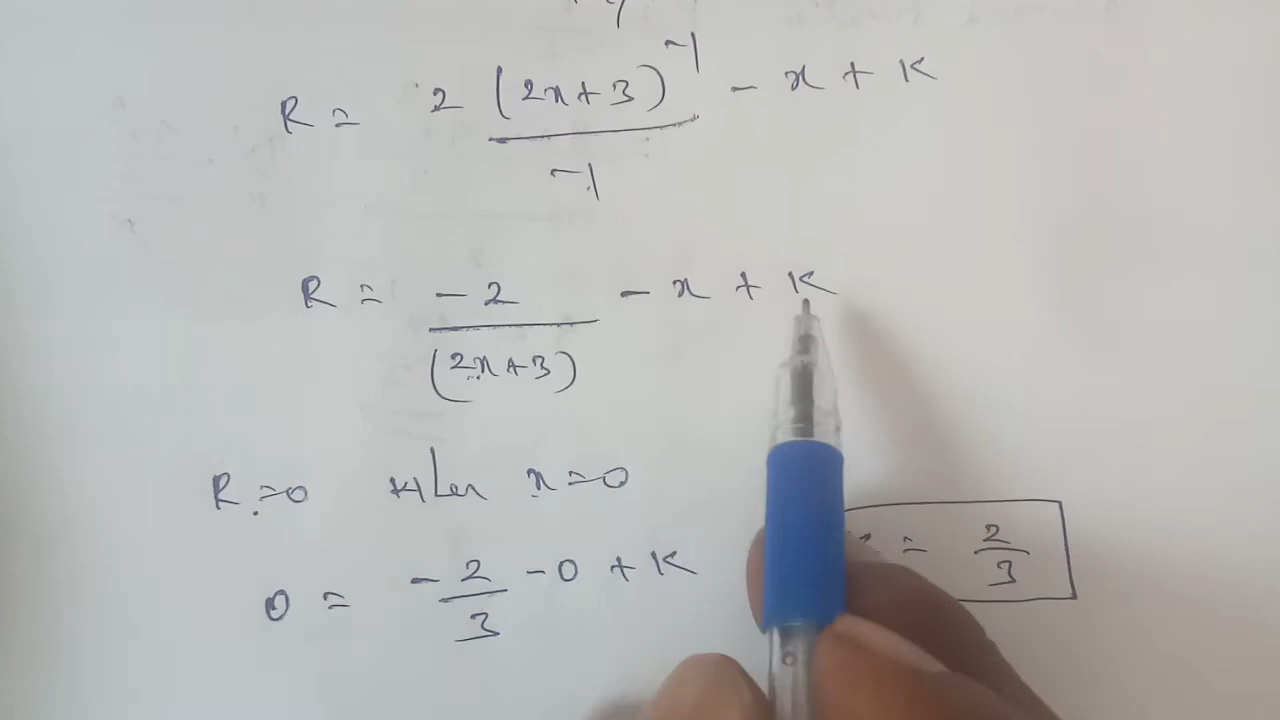 R = 2 (2x+3)^-1 / -1 - x + K
R = -2 / (2x+3) - x + K
R=0 when x=0
= 2/3
0 = -2/3 - 0 + K